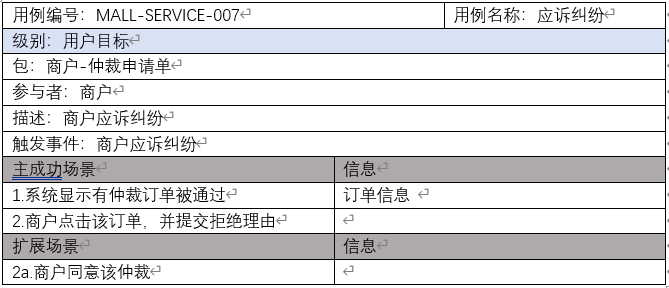 用例编号：MALL-SERVICE-007 用例名称：应诉纠纷
级别：用户目标
包：商户-仲裁申请单
参与者：商户
描述：商户应诉纠纷
触发事件：商户应诉纠纷
主成功场景 信息
1.系统显示有仲裁订单被通过 订单信息
2.商户点击该订单，并提交拒绝理由
扩展场景 信息
2a.商户同意该仲裁